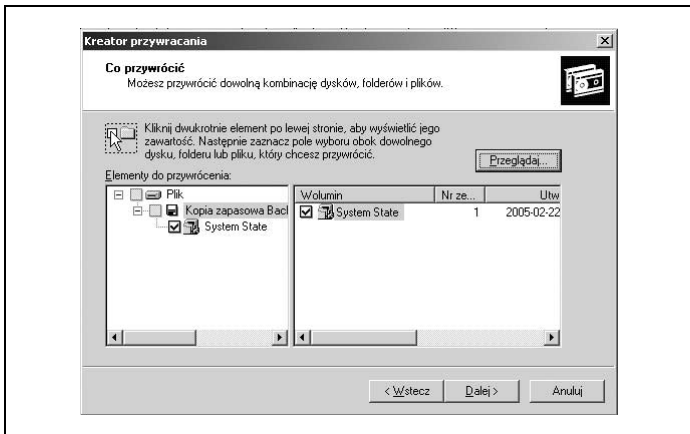 Kreator przywracania
Co przywrócić
Możesz przywrócić dowolną kombinację dysków, folderów i plików.
Kliknij dwukrotnie element po lewej stronie, aby wyświetlić jego
zawartość. Następnie zaznacz pole wyboru obok dowolnego
dysku, folderu lub pliku, który chcesz przywrócić.
Przeglądaj...
Elementy do przywrócenia:
Plik
Kopia zapasowa Bacl
System State
Wolumin Nr ze... Utw
System State 1 2005-02-22
< Wstecz Dalej > Anuluj